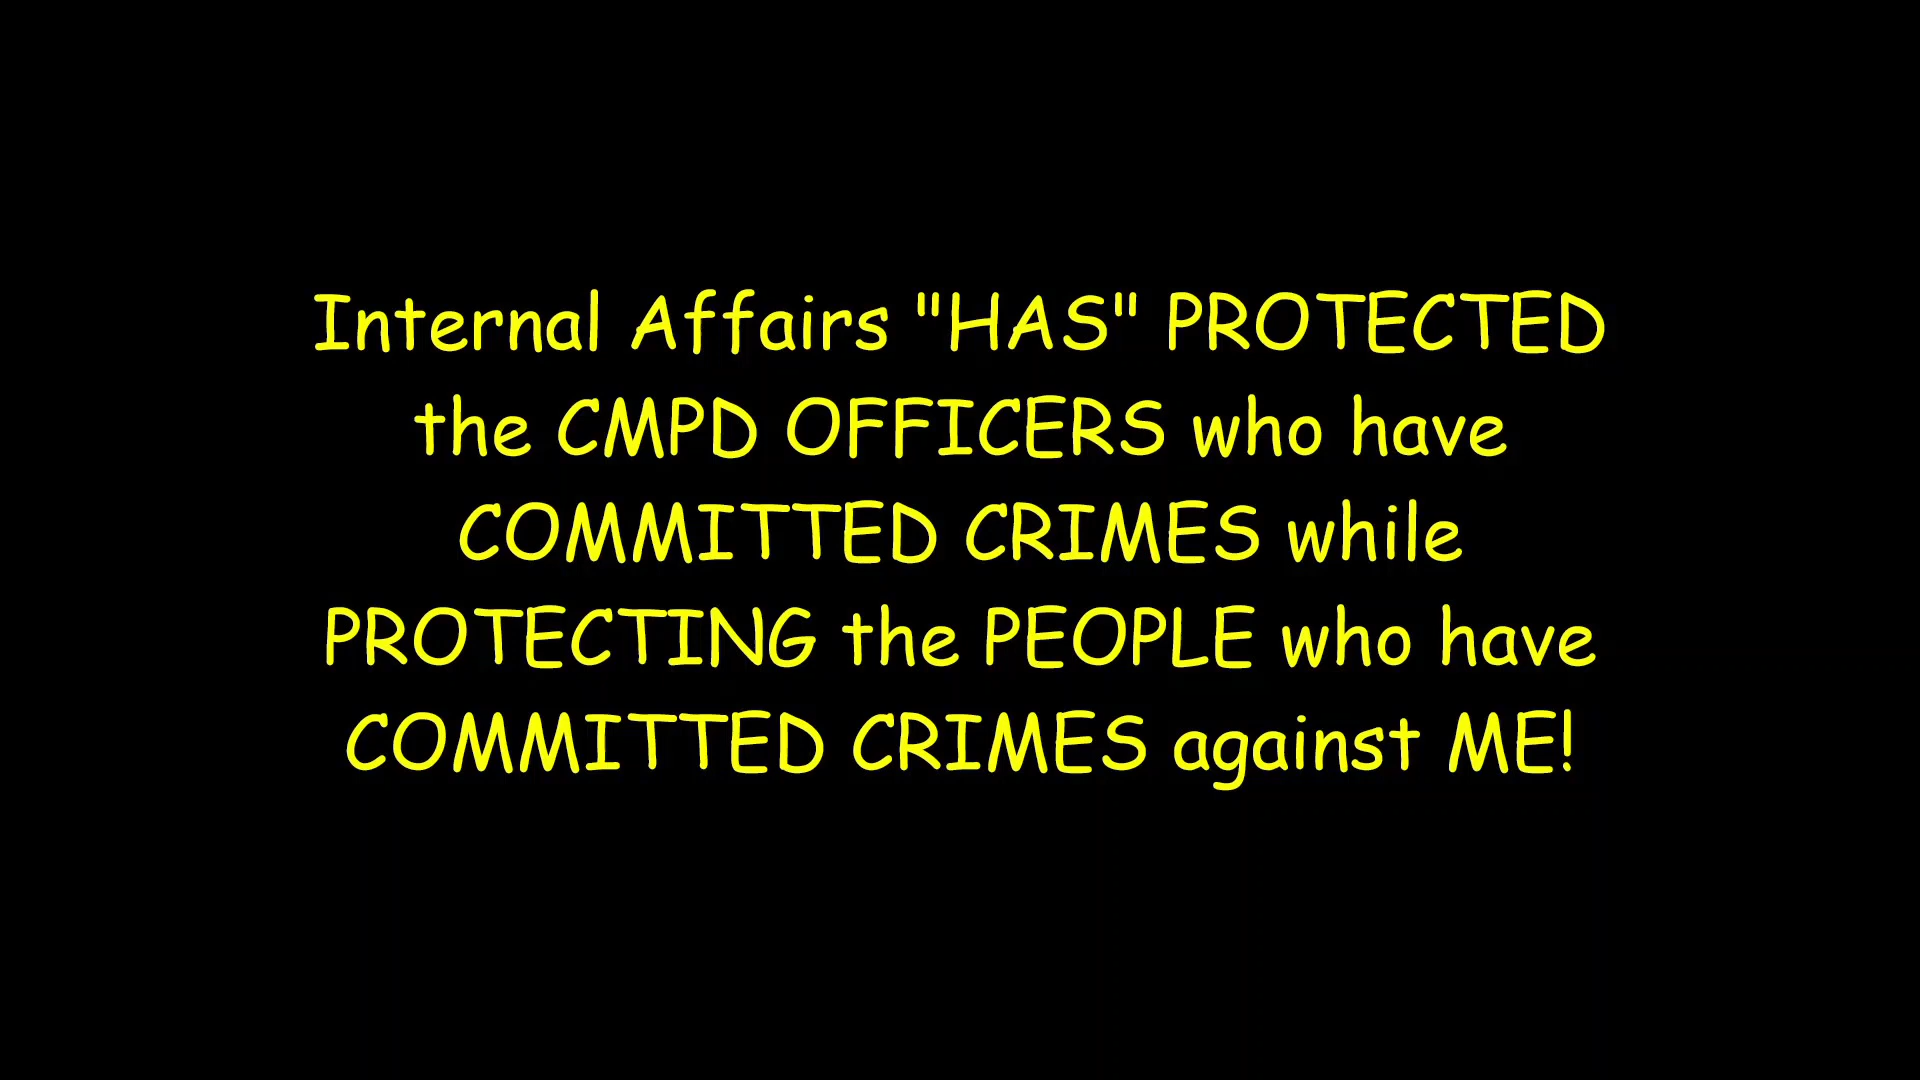 Internal Affairs "HAS" PROTECTED
the CMPD OFFICERS who have
COMMITTED CRIMES while
PROTECTING the PEOPLE who have
COMMITTED CRIMES against ME!